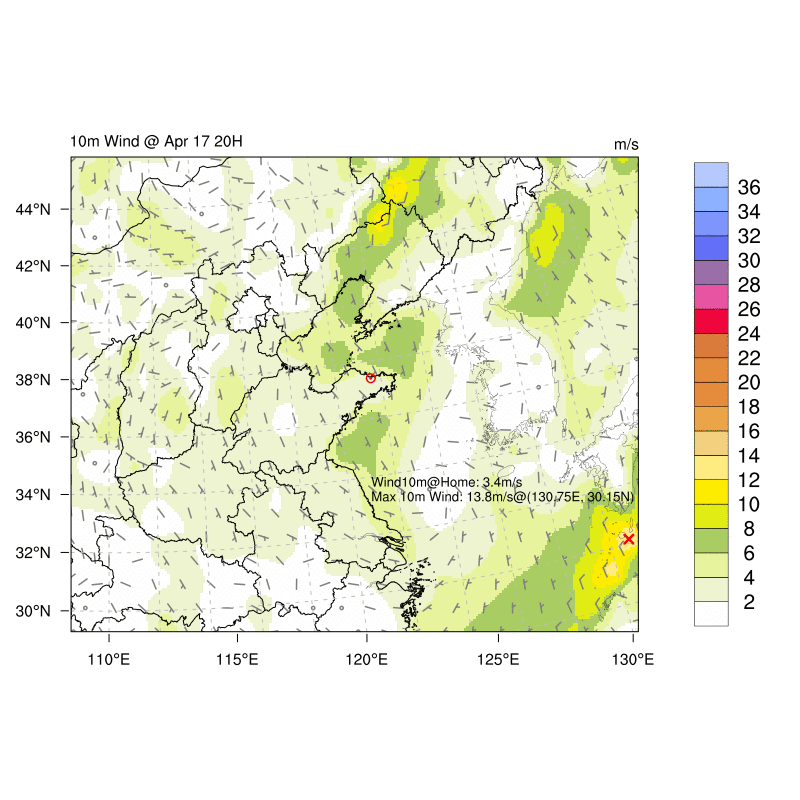 10m Wind @ Apr 17 20H
m/s
44°N
42°N
40°N
38°N
36°N
34°N
32°N
30°N
110°E
115°E
120°E
125°E
130°E
Wind10m@Home: 3.4m/s
Max 10m Wind: 13.8m/s@(130.75E, 30.15N)
36
34
32
30
28
26
24
22
20
18
16
14
12
10
8
6
4
2